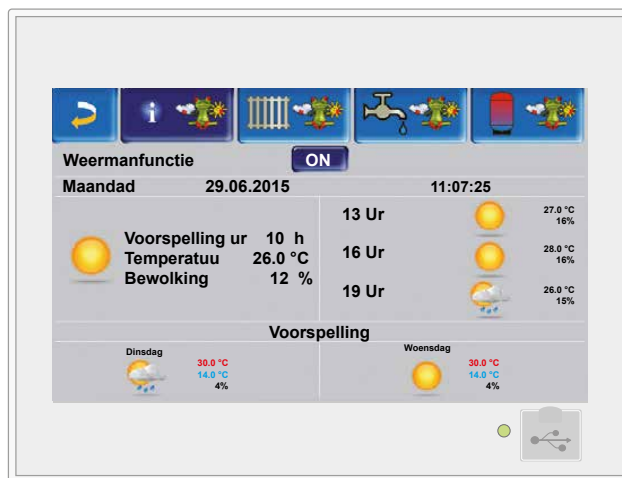 i
Weermanfunctie ON
Maandad 29.06.2015 11:07:25
Voorspelling ur 10 h
Temperatuu 26.0 °C
Bewolking 12 %
13 Ur 27.0 °C
16%
16 Ur 28.0 °C
16%
19 Ur 26.0 °C
15%
Voorspelling
Dinsdag
30.0 °C
14.0 °C
4%
Woensdag
30.0 °C
14.0 °C
4%